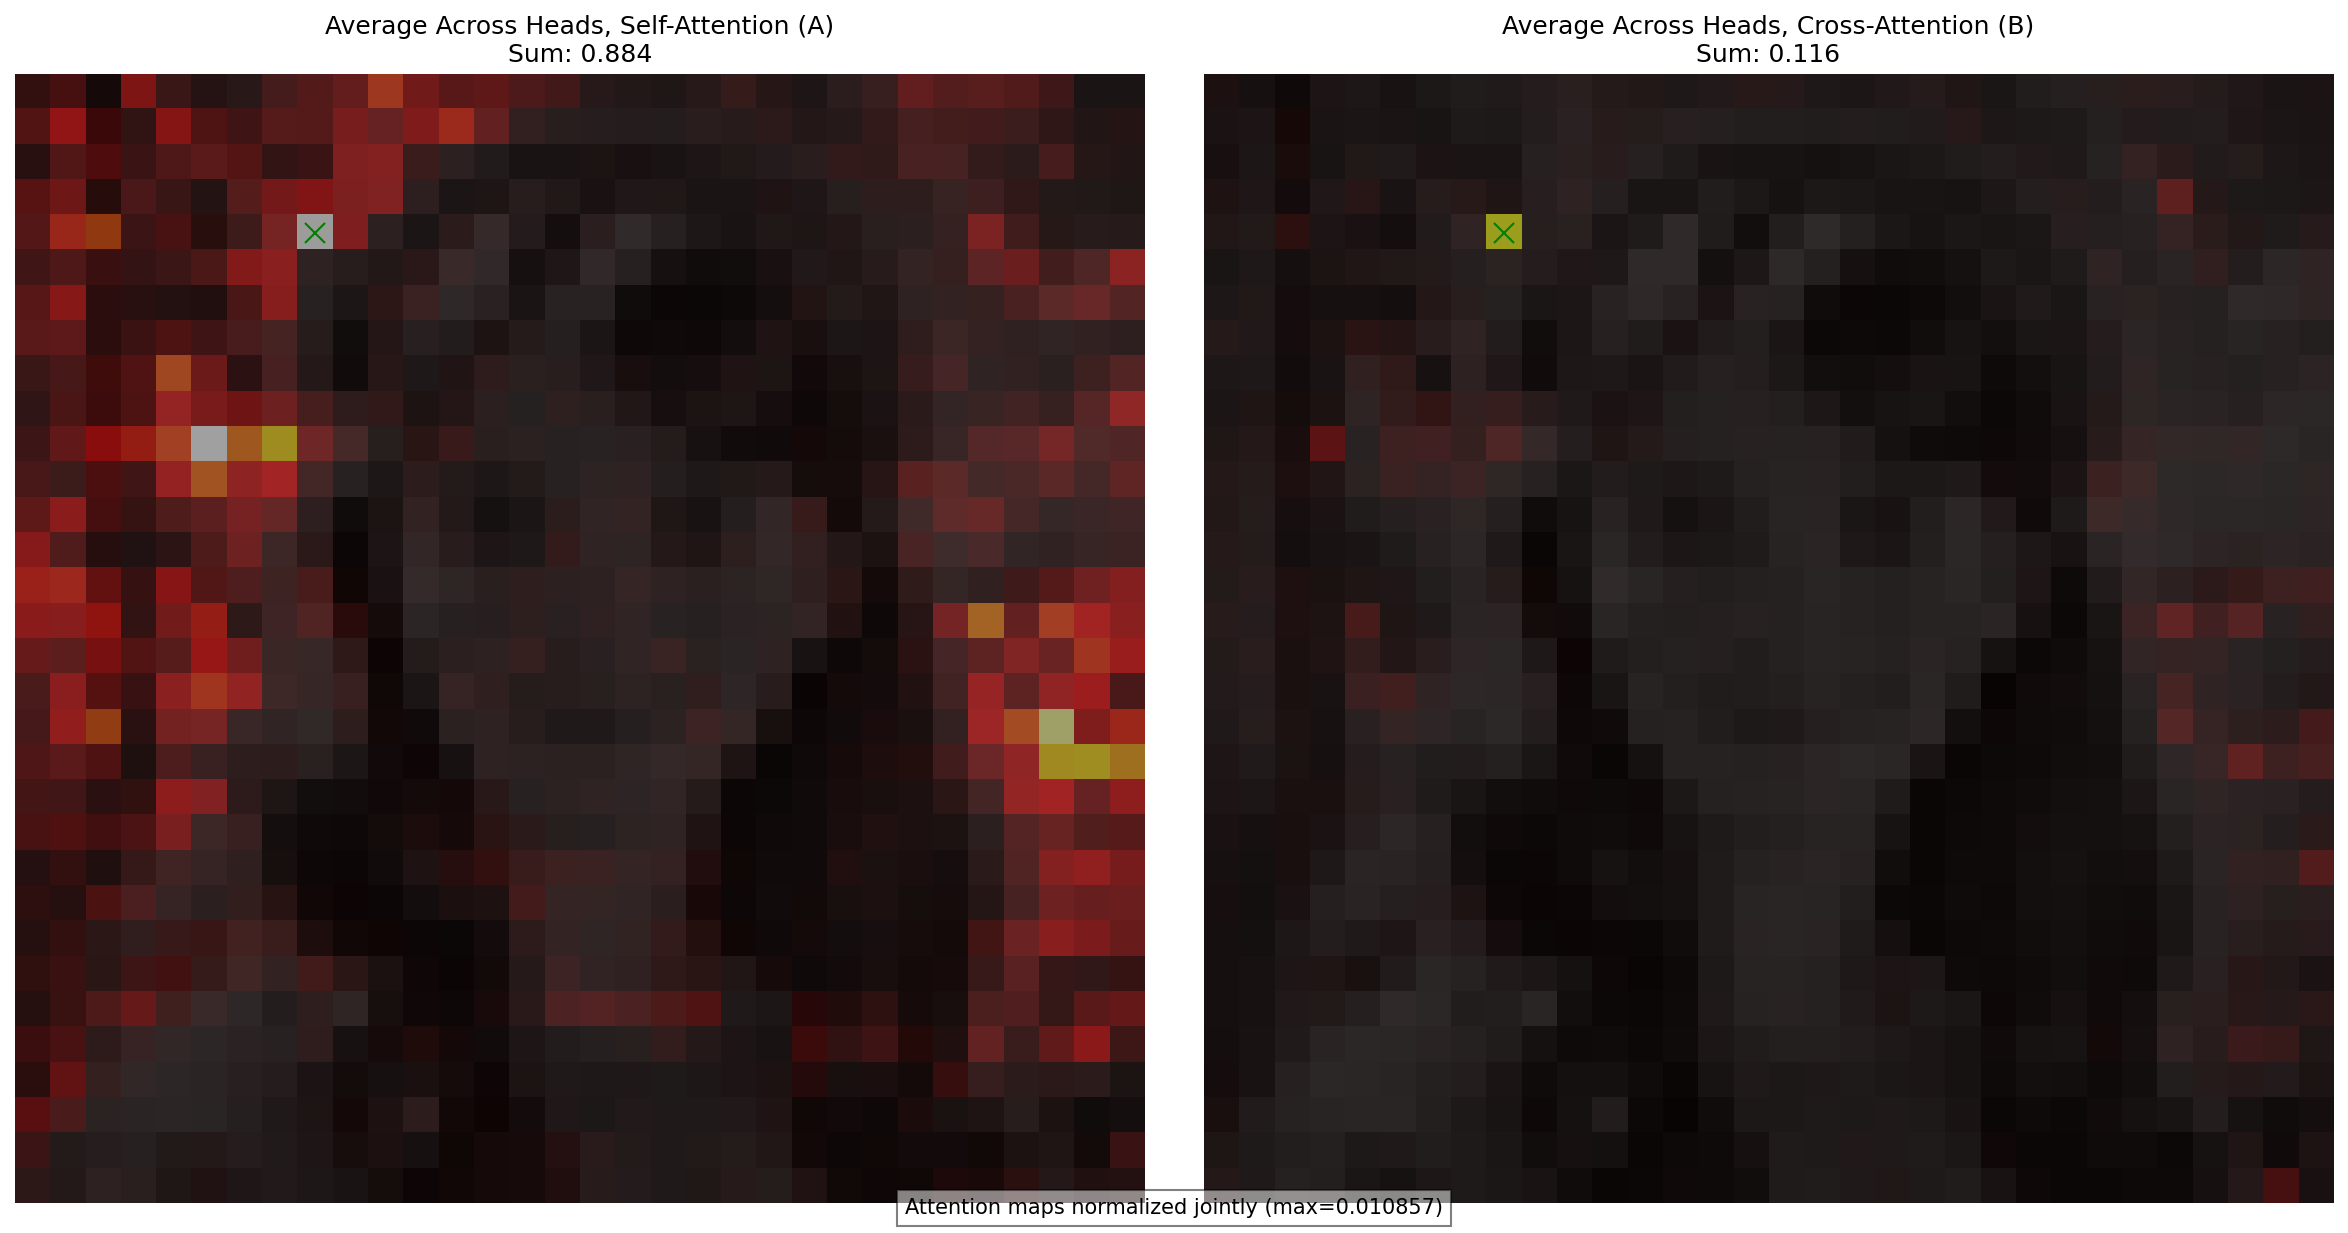 Average Across Heads, Self-Attention (A)
Sum: 0.884
Average Across Heads, Cross-Attention (B)
Sum: 0.116
Attention maps normalized jointly (max=0.010857)